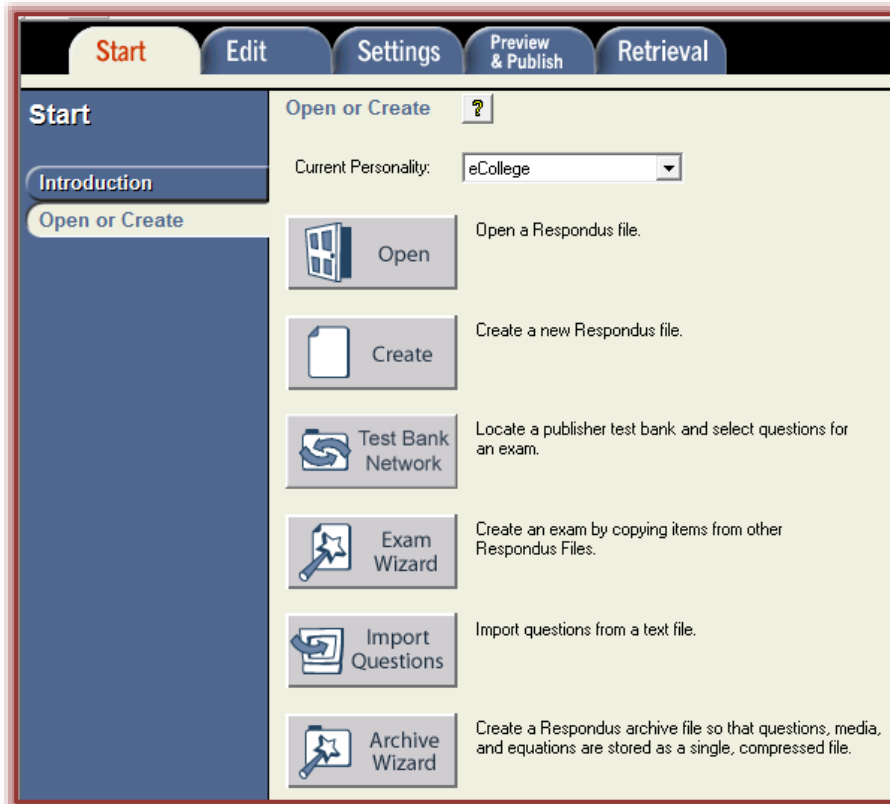 Start
Edit
Settings
Preview
& Publish
Retrieval
Start
Introduction
Open or Create
Open or Create
?
Current Personality:
eCollege
Open
Open a Respondus file.
Create
Create a new Respondus file.
Test Bank
Network
Locate a publisher test bank and select questions for
an exam.
Exam
Wizard
Create an exam by copying items from other
Respondus Files.
Import
Questions
Import questions from a text file.
Archive
Wizard
Create a Respondus archive file so that questions, media,
and equations are stored as a single, compressed file.